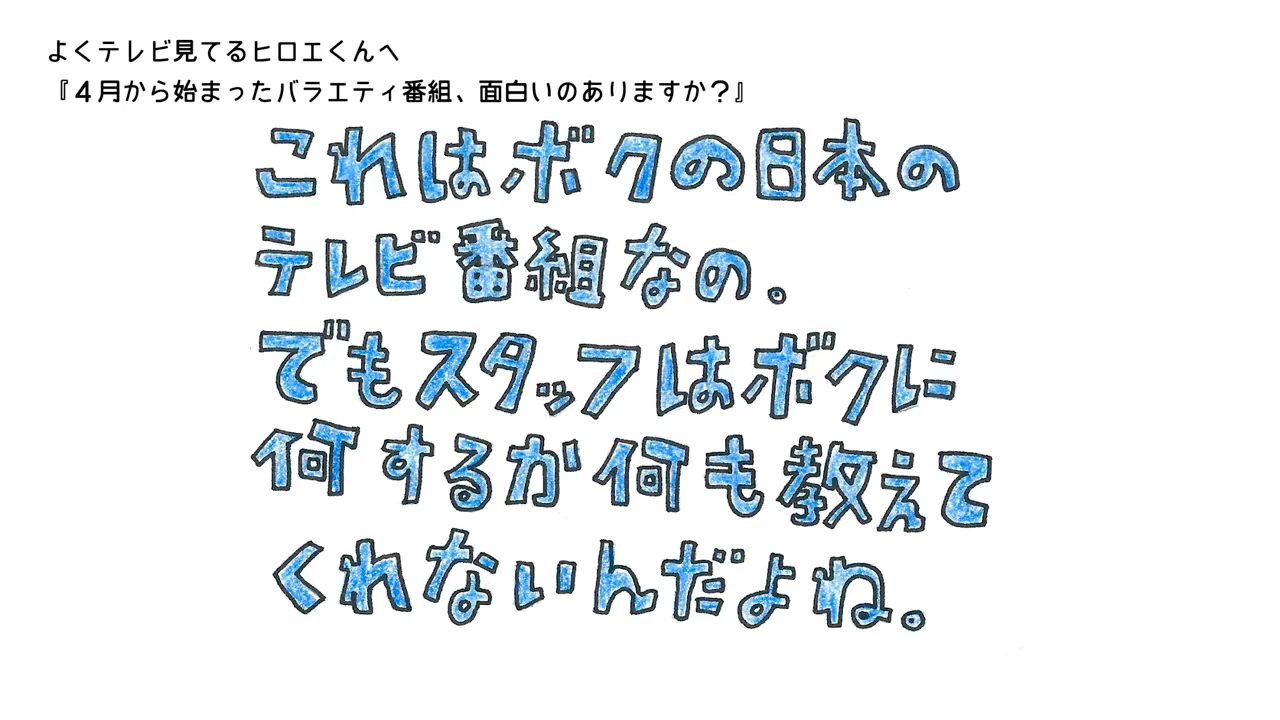 よくテレビ見てるヒロエくんへ
『４月から始まったバラエティ番組、面白いのありますか？』
これはボクの日本の
テレビ番組なの。
でもスタッフはボクに
何するか何も教えて
くれないんだよね。